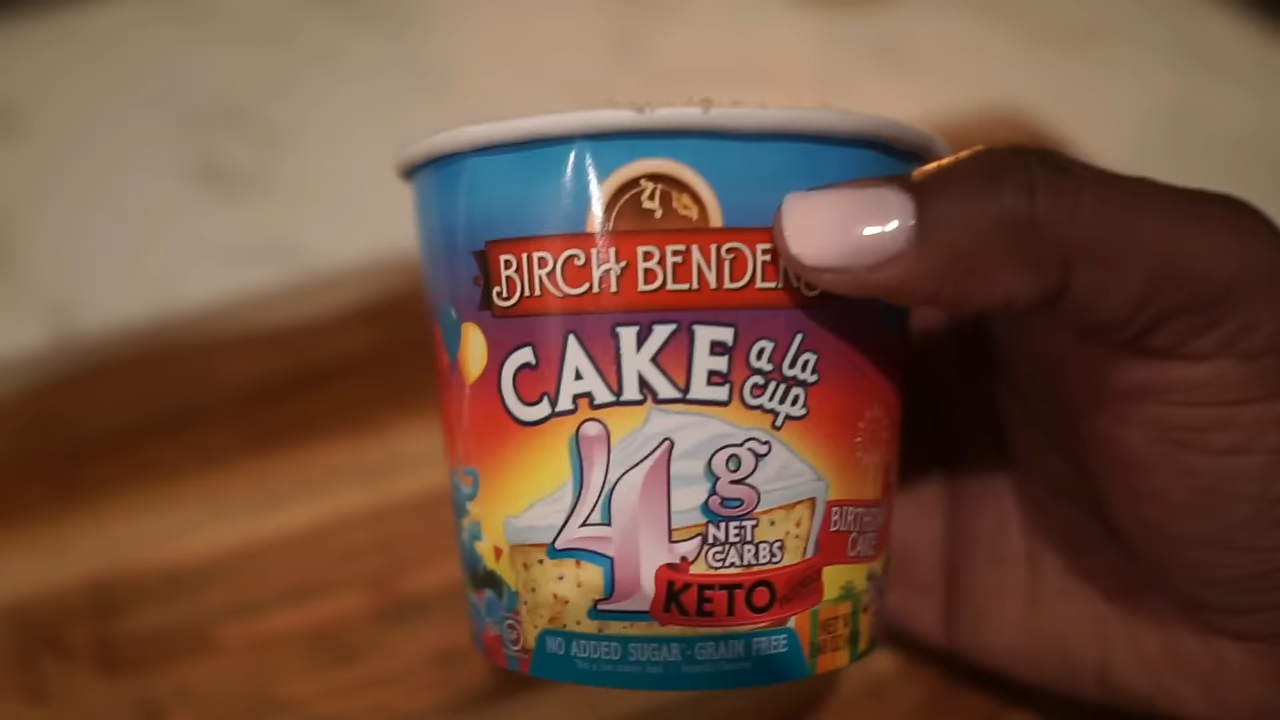 BIRCH BENDERS
CAKE a la
cup
4g
NET
CARBS
BIRTHDAY
CAKE
KETO
NO ADDED SUGAR · GRAIN FREE